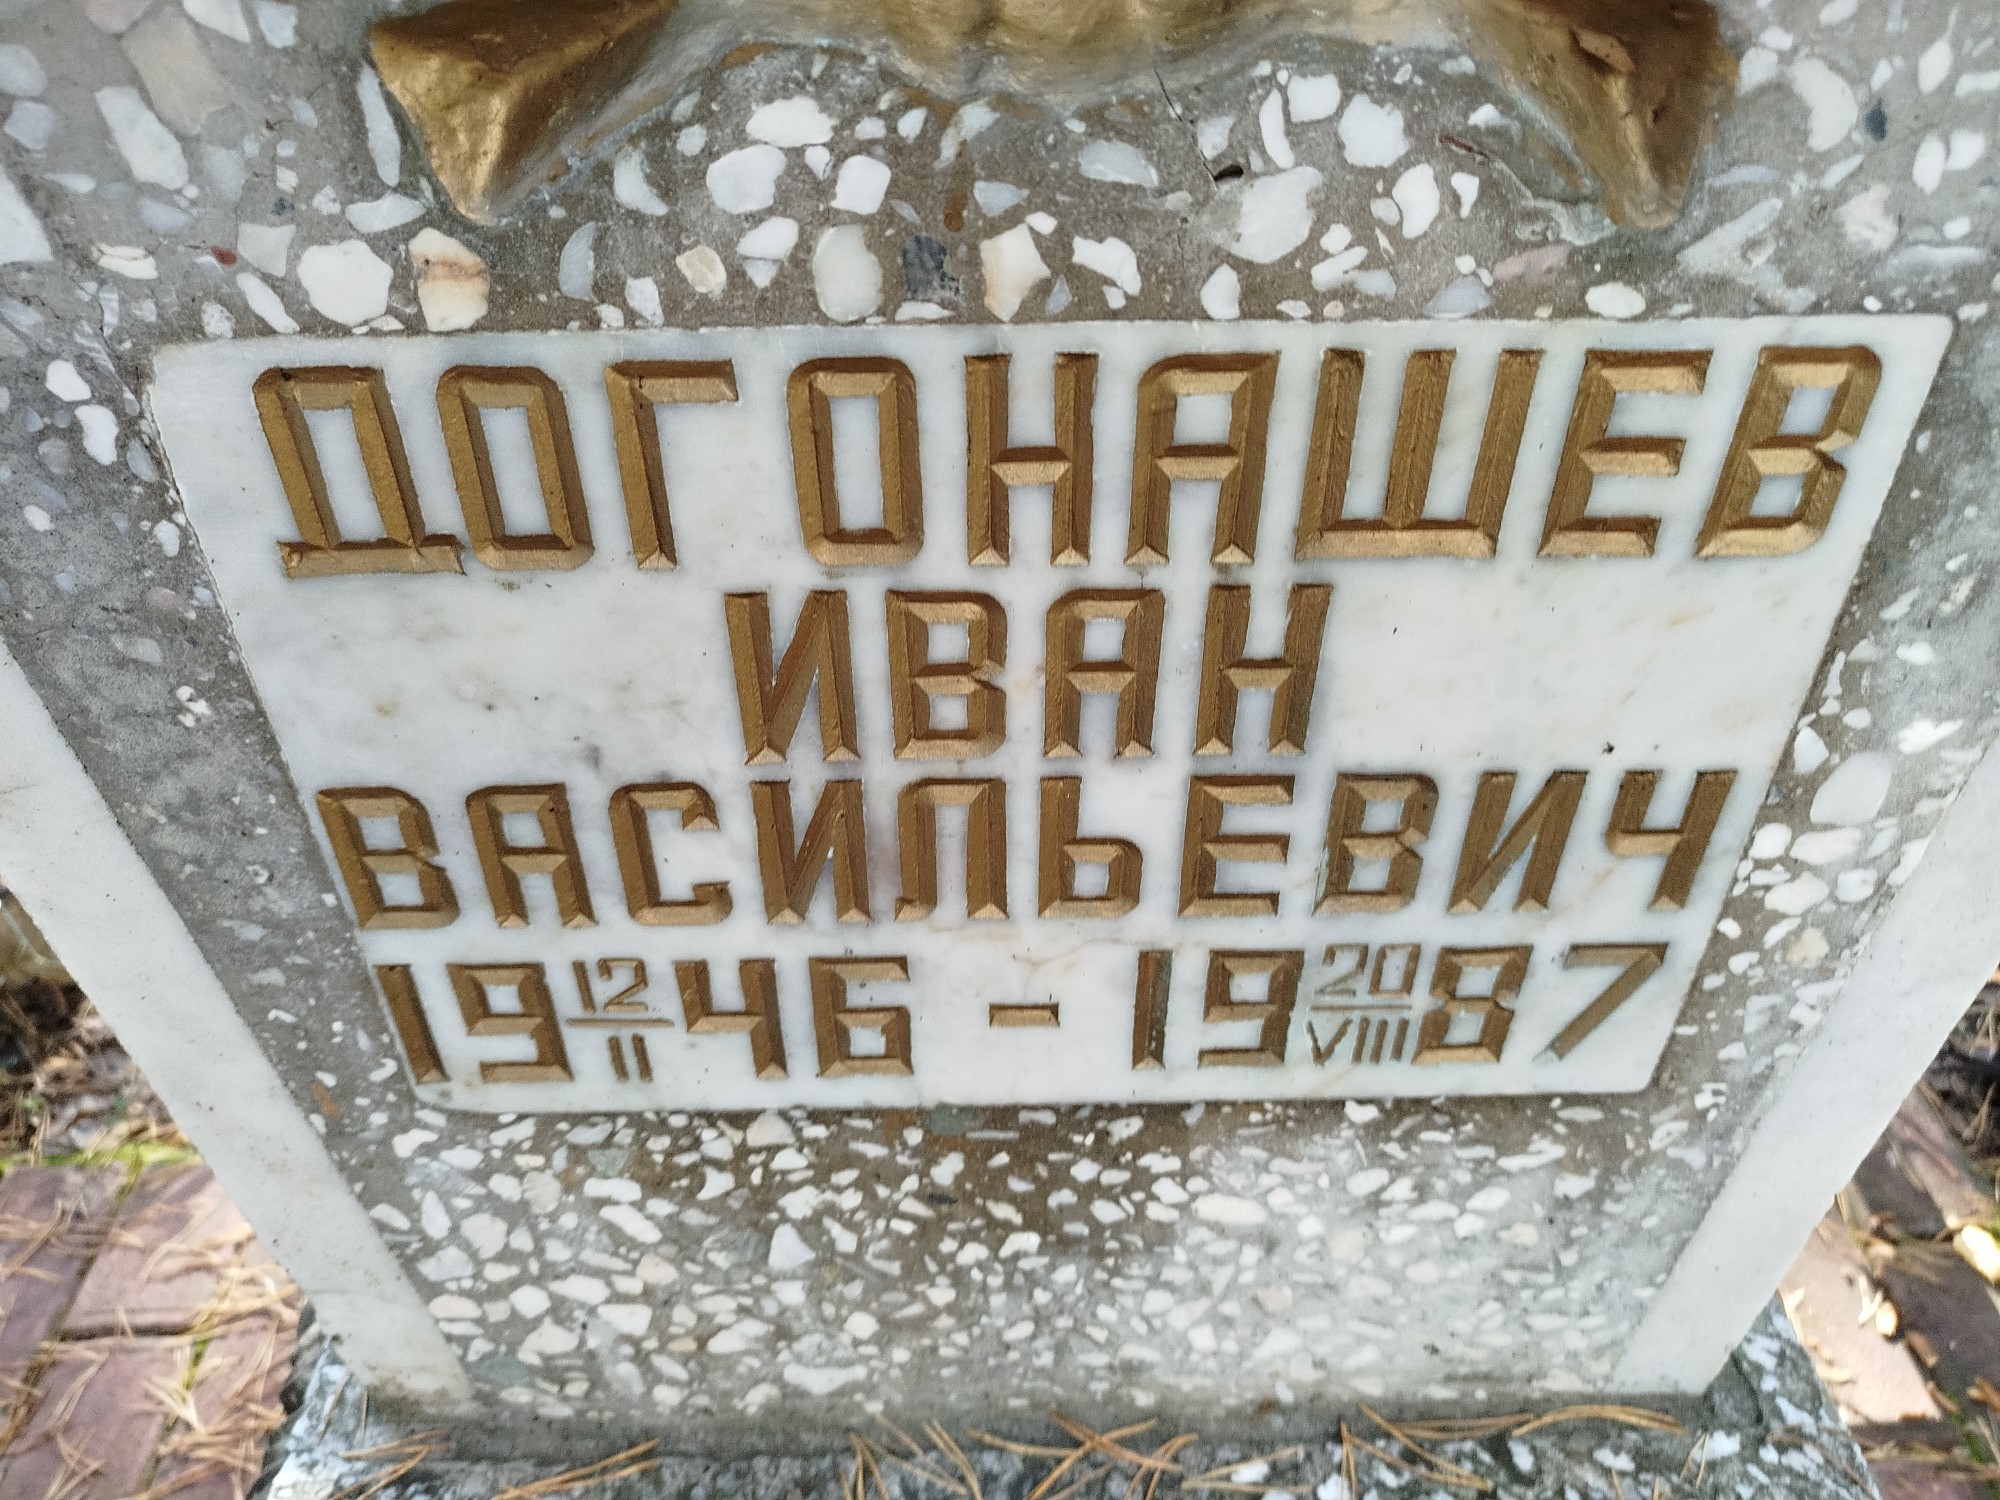 ДОГОНАШЕВ
ИВАН
ВАСИЛЬЕВИЧ
19 12/II 46 - 19 20/VIII 87